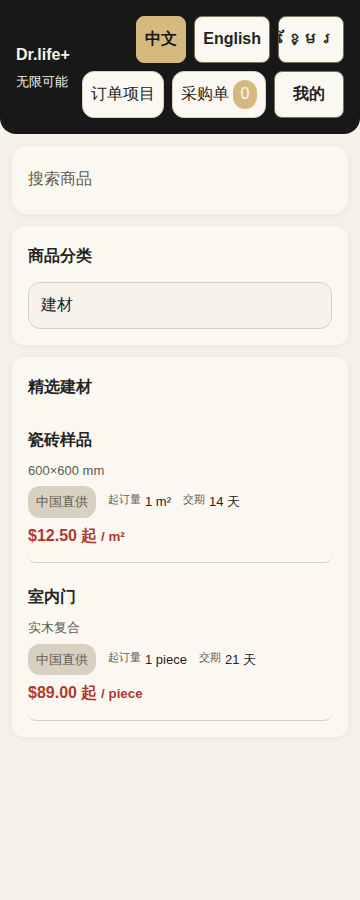 Dr.life+
无限可能
中文
English
ខ្មែរ
订单项目
采购单 0
我的
搜索商品
商品分类
建材
精选建材
瓷砖样品
600×600 mm
中国直供 起订量 1 m² 交期 14 天
$12.50 起 / m²
室内门
实木复合
中国直供 起订量 1 piece 交期 21 天
$89.00 起 / piece